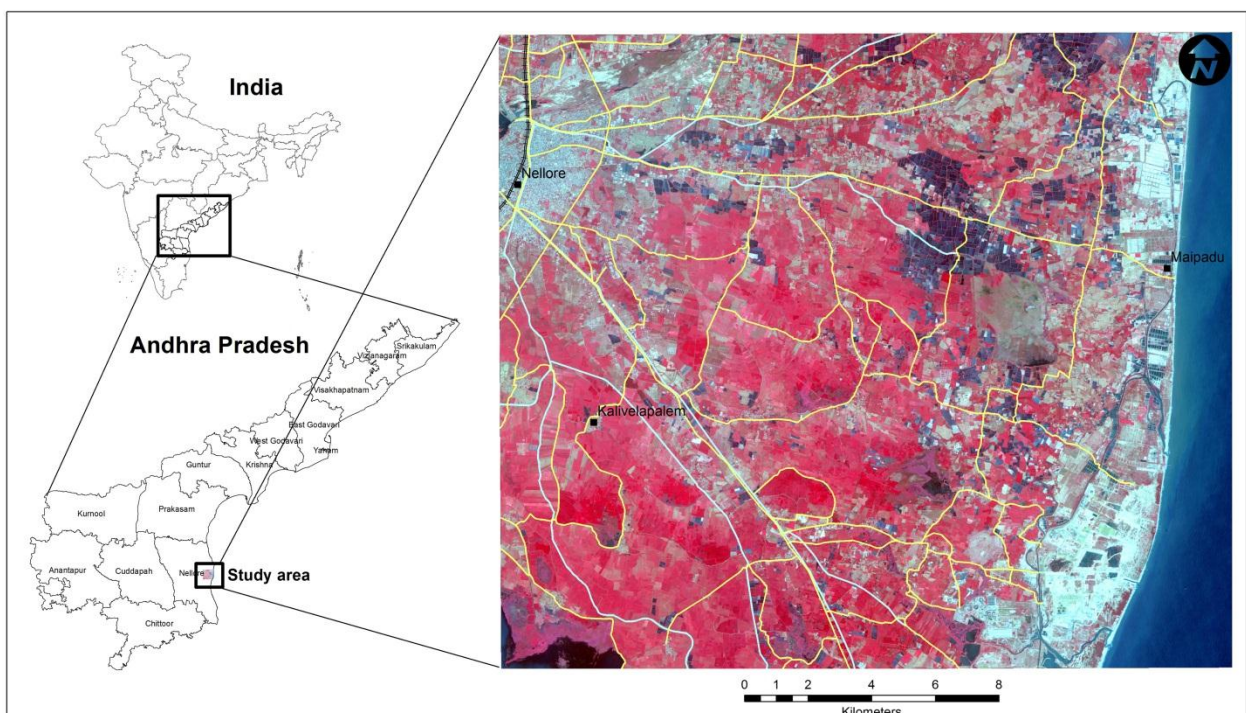 India
Andhra Pradesh
Srikakulam
Vizianagaram
Visakhapatnam
East Godavari
West Godavari
Yanam
Krishna
Guntur
Prakasam
Kurnool
Anantapur
Cuddapah
Nellore
Study area
Chittoor
N
Nellore
Maipadu
Kalivelapalem
0 1 2 4 6 8
Kilometers